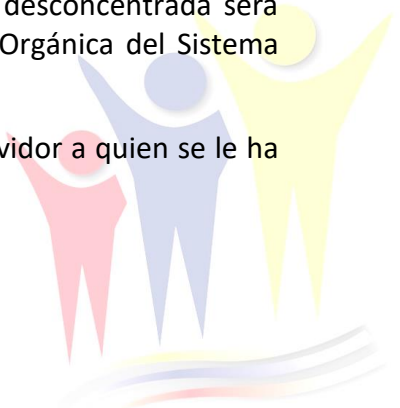 desconcentrada será
Orgánica del Sistema
vidor a quien se le ha